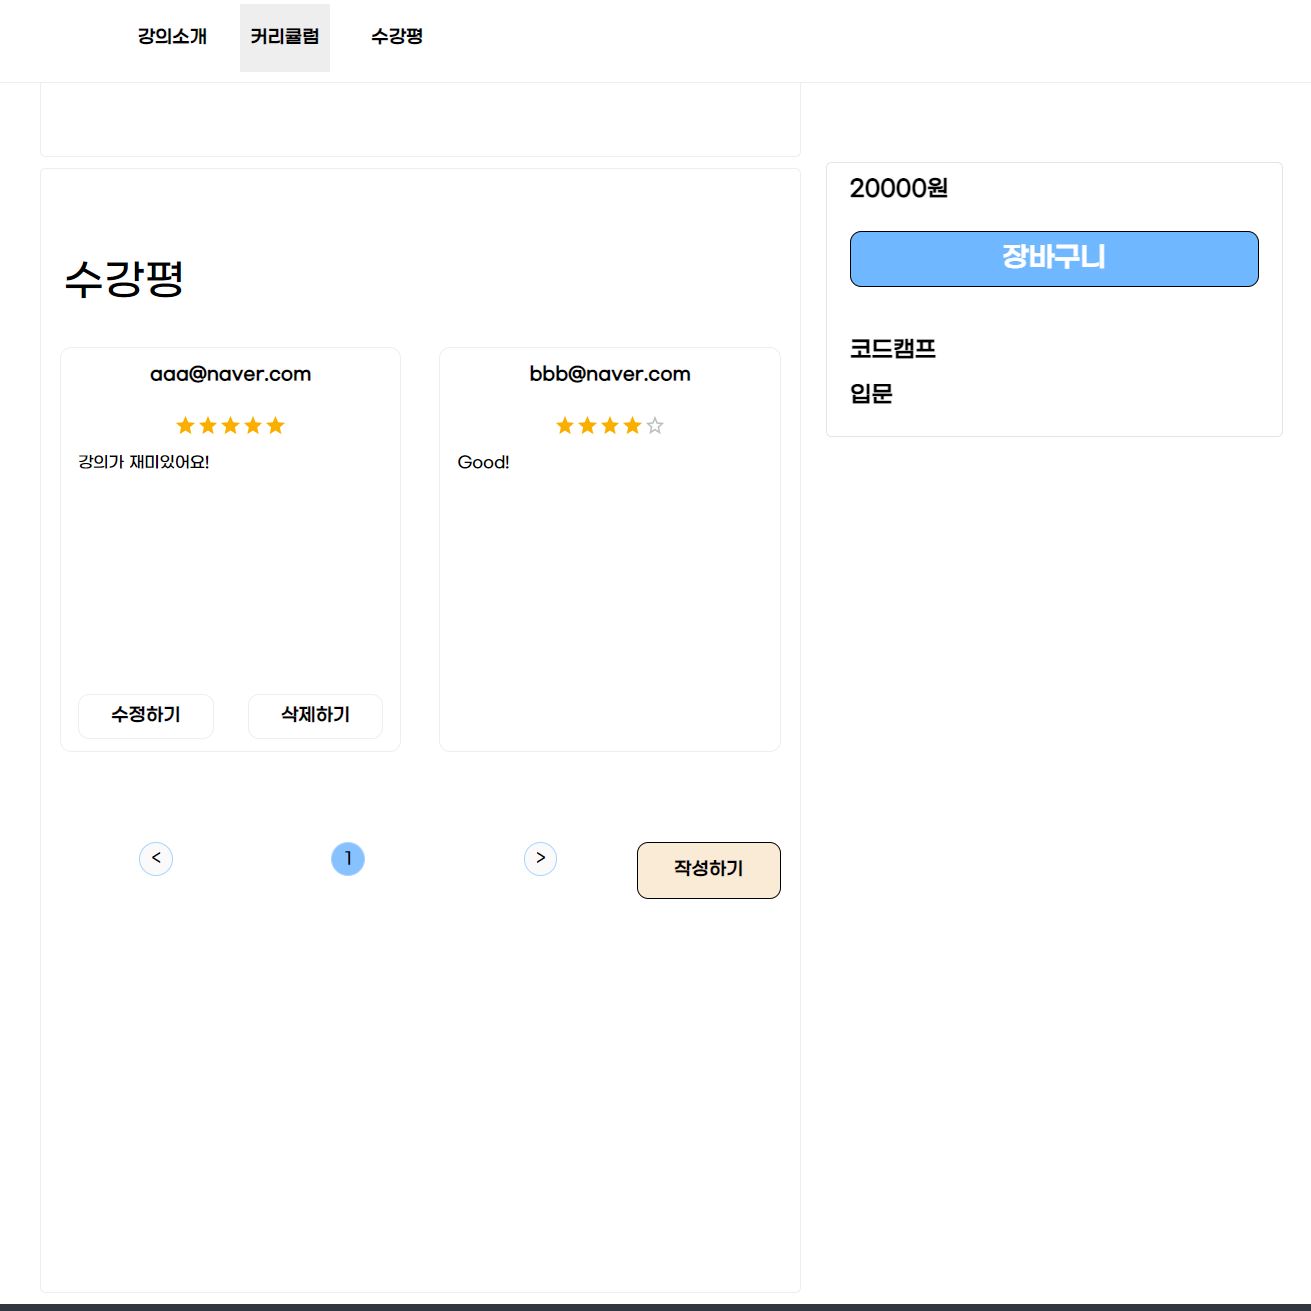 강의소개 커리큘럼 수강평
20000원
장바구니
코드캠프
입문
수강평
aaa@naver.com
강의가 재미있어요!
수정하기 삭제하기
bbb@naver.com
Good!
< 1 > 작성하기